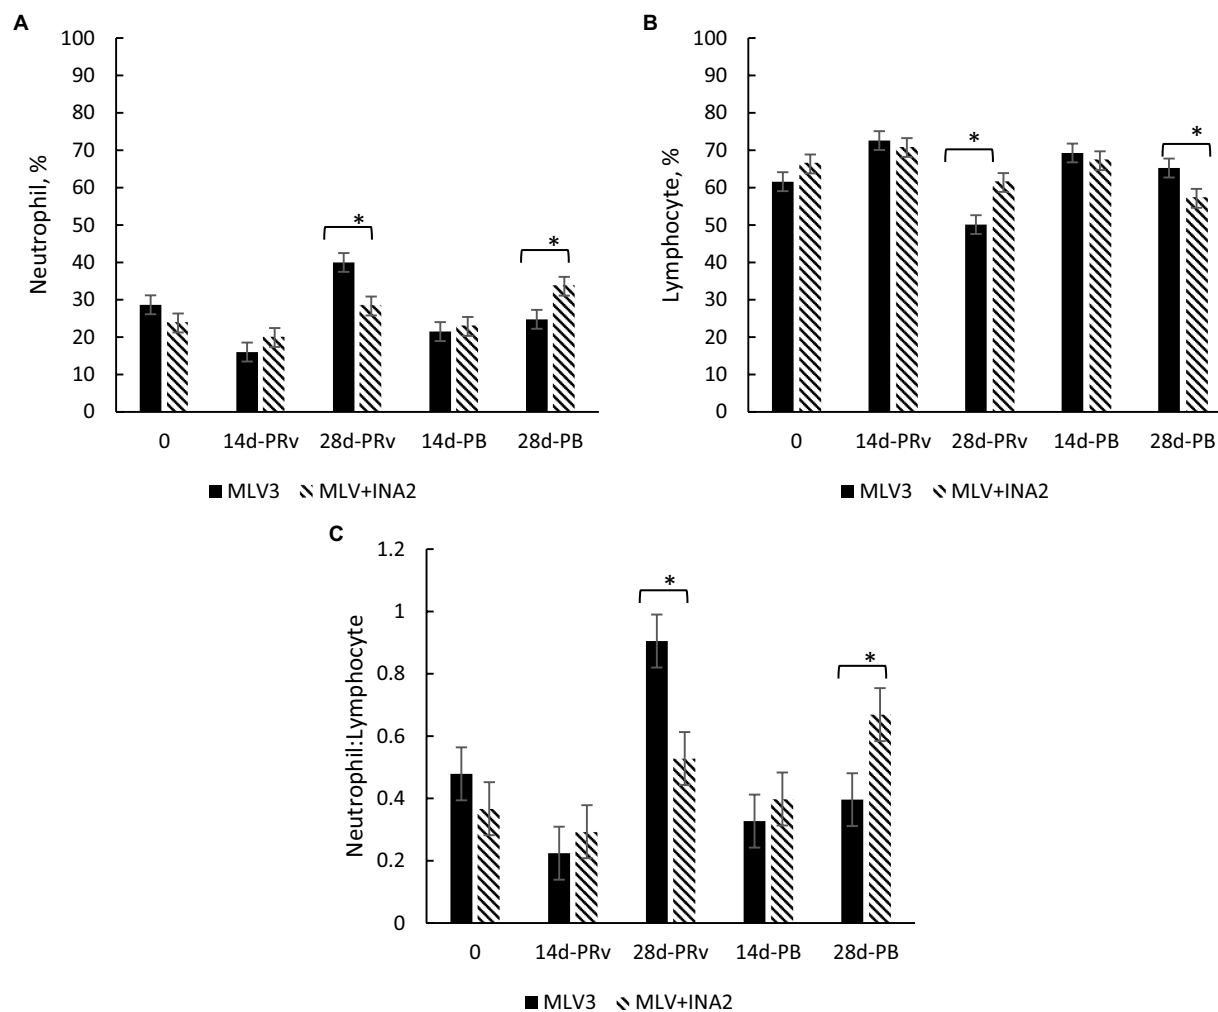 A
Neutrophil, %
100
90
80
70
60
50
40
30
20
10
0
*
*
0 14d-PRv 28d-PRv 14d-PB 28d-PB
MLV3 MLV+INA2
B
Lymphocyte, %
100
90
80
70
60
50
40
30
20
10
0
*
*
0 14d-PRv 28d-PRv 14d-PB 28d-PB
MLV3 MLV+INA2
C
Neutrophil:Lymphocyte
1.2
1
0.8
0.6
0.4
0.2
0
*
*
0 14d-PRv 28d-PRv 14d-PB 28d-PB
MLV3 MLV+INA2